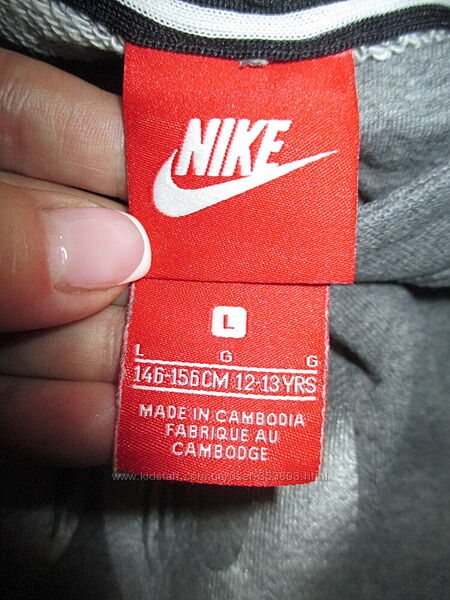 NIKE
L
L G G
146-156CM 12-13YRS
MADE IN CAMBODIA
FABRIQUE AU
CAMBODGE